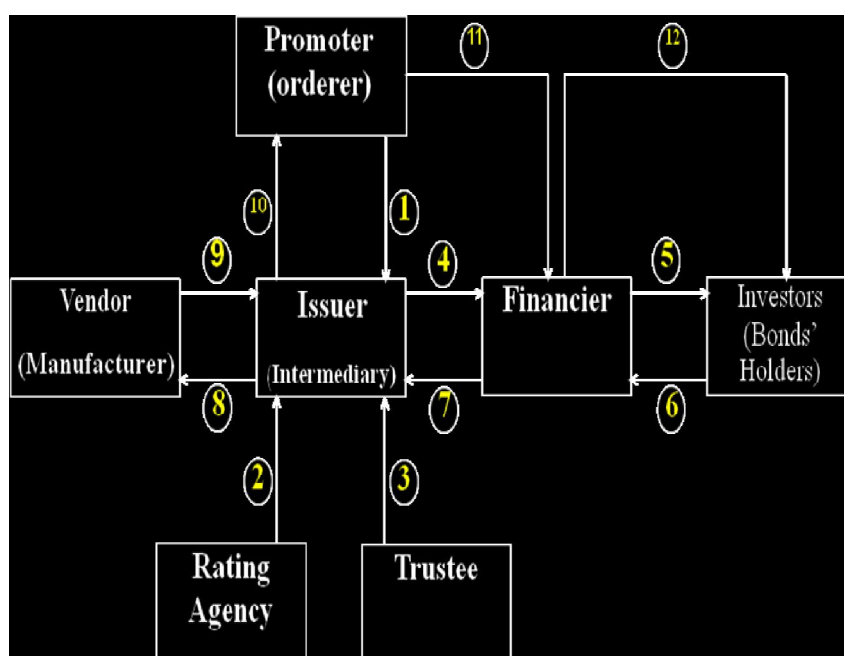 Promoter
(orderer)
11
12
10
1
9
4
5
Vendor
(Manufacturer)
Issuer
(Intermediary)
Financier
Investors
(Bonds'
Holders)
8
7
6
2
3
Rating
Agency
Trustee